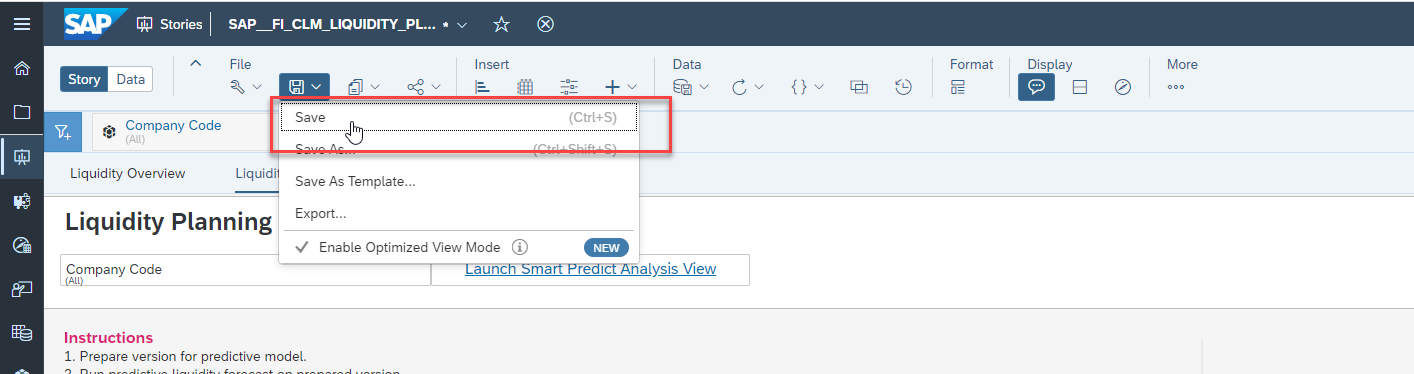 SAP Stories SAP__FI_CLM_LIQUIDITY_PL... *
File Insert Data Format Display More
Story Data
Save (Ctrl+S)
Company Code
(All)
Save As... (Ctrl+Shift+S)
Liquidity Overview Liquidit
Save As Template...
Export...
Liquidity Planning
Enable Optimized View Mode NEW
Company Code
(All)
Launch Smart Predict Analysis View
Instructions
1. Prepare version for predictive model.
2. Run predictive liquidity forecast on prepared version